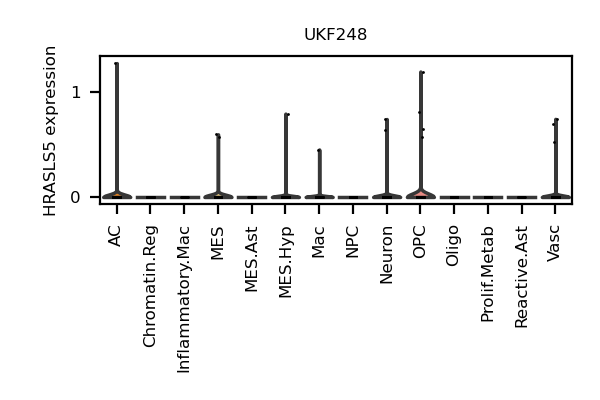 UKF248
HRASLS5 expression
1
0
AC
Chromatin.Reg
Inflammatory.Mac
MES
MES.Ast
MES.Hyp
Mac
NPC
Neuron
OPC
Oligo
Prolif.Metab
Reactive.Ast
Vasc